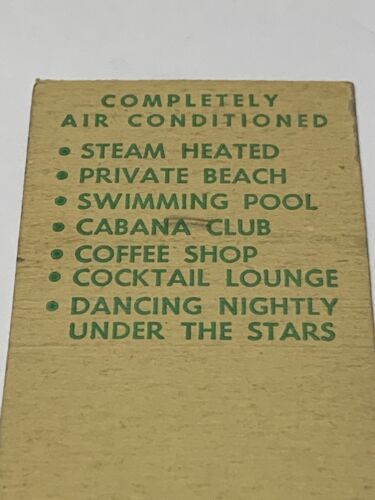 COMPLETELY
AIR CONDITIONED
• STEAM HEATED
• PRIVATE BEACH
• SWIMMING POOL
• CABANA CLUB
• COFFEE SHOP
• COCKTAIL LOUNGE
• DANCING NIGHTLY
UNDER THE STARS